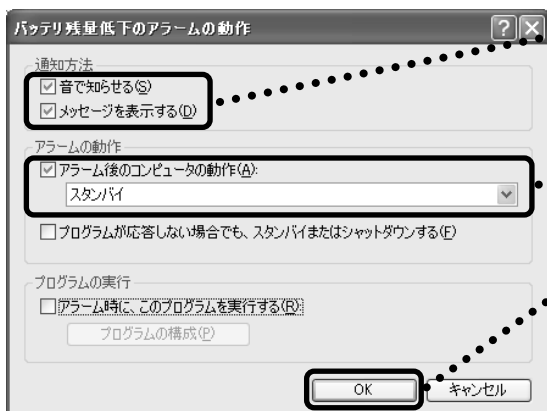 バッテリ残量低下のアラームの動作
通知方法
音で知らせる(S)
メッセージを表示する(D)
アラームの動作
アラーム後のコンピュータの動作(A):
スタンバイ
プログラムが応答しない場合でも、スタンバイまたはシャットダウンする(F)
プログラムの実行
アラーム時に、このプログラムを実行する(R):
プログラムの構成(P)
OK キャンセル